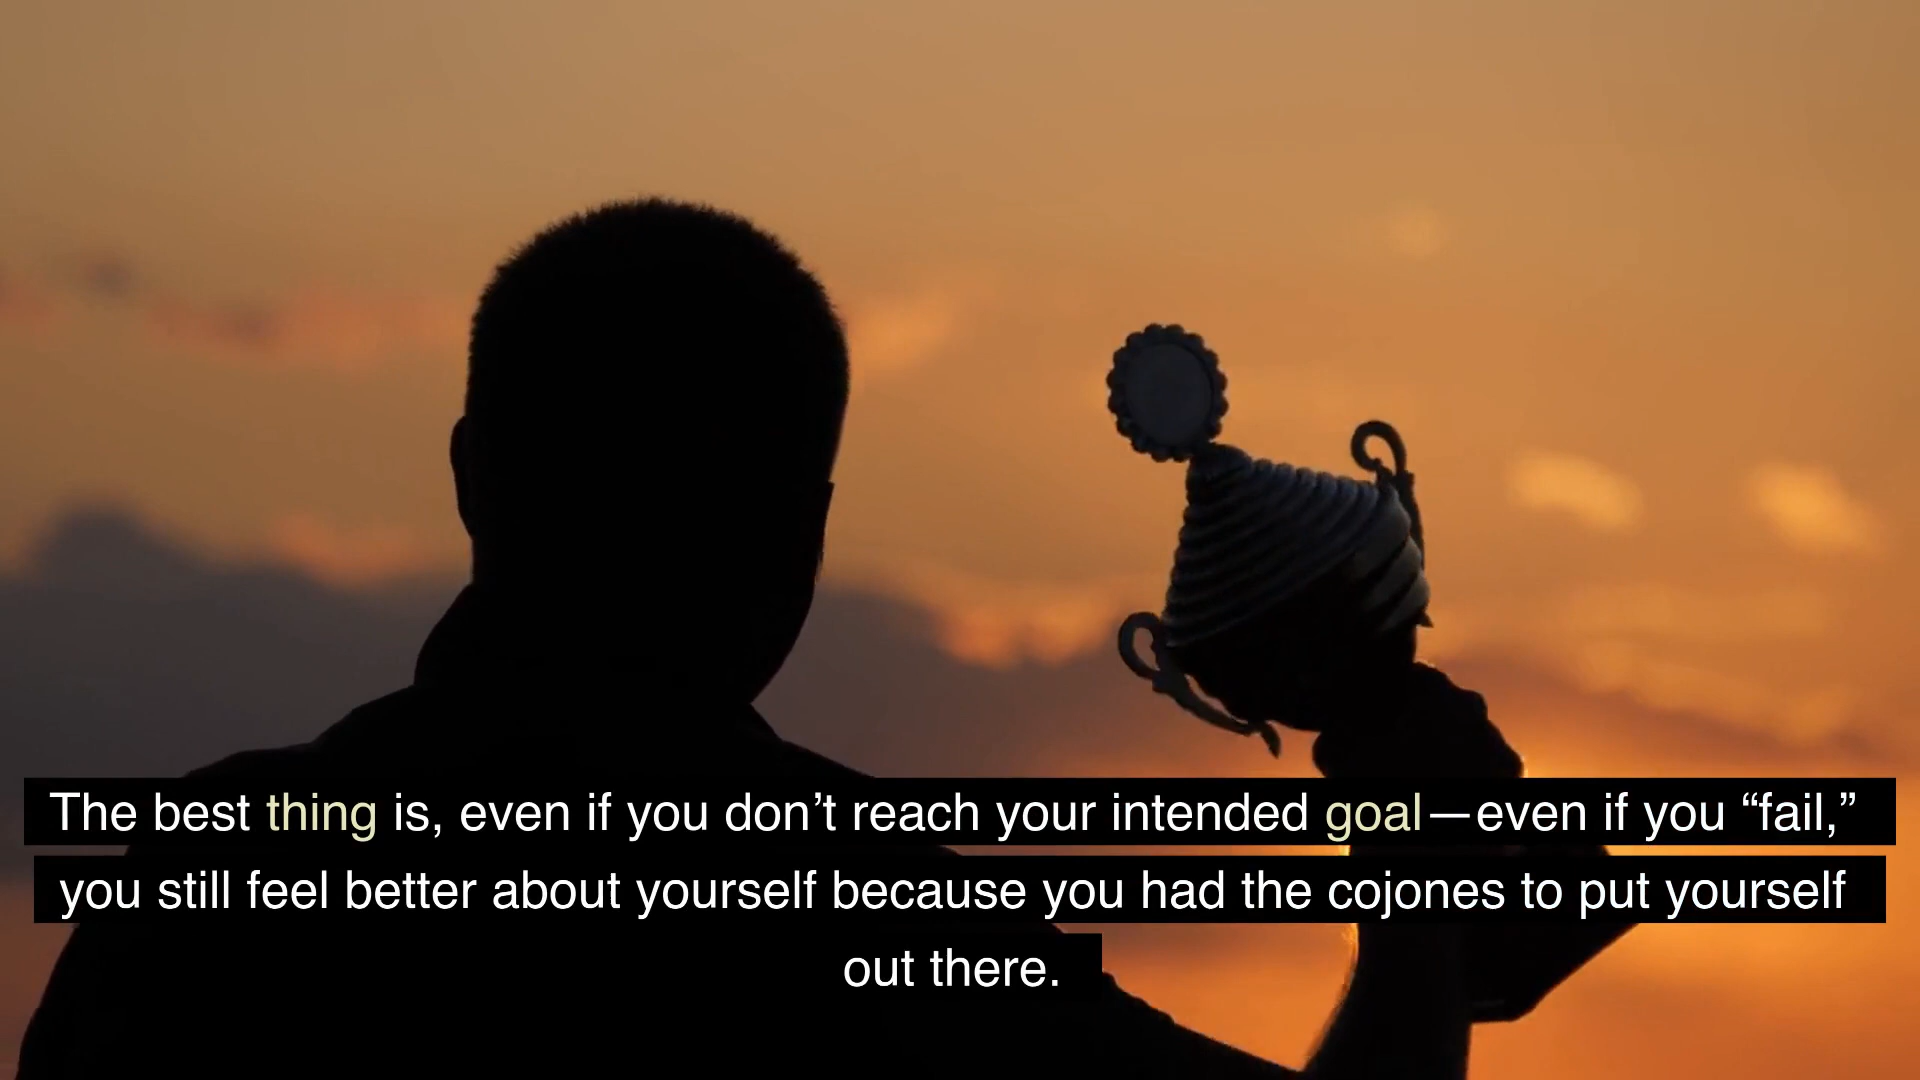 The best thing is, even if you don’t reach your intended goal—even if you “fail,”
you still feel better about yourself because you had the cojones to put yourself
out there.